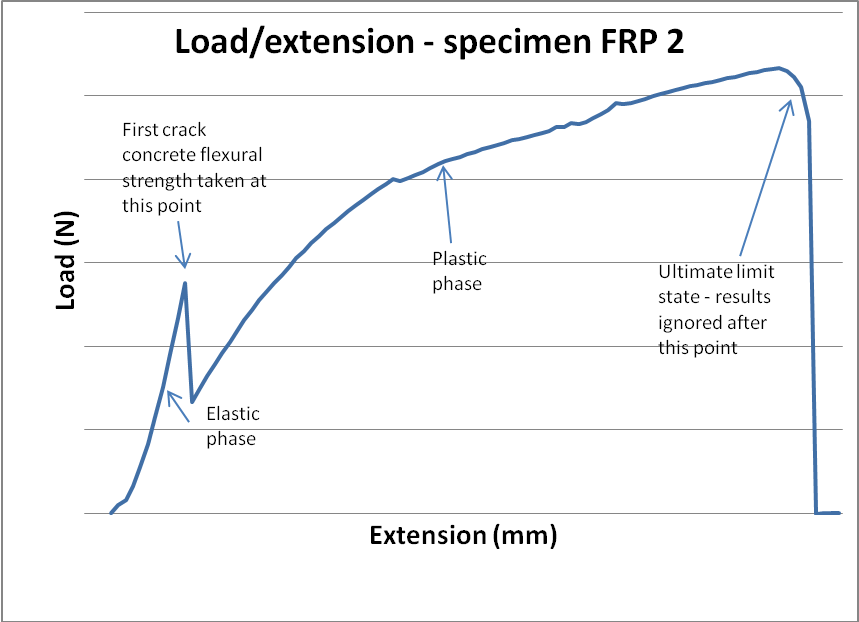 Load/extension - specimen FRP 2
First crack
concrete flexural
strength taken at
this point
Plastic
phase
Ultimate limit
state - results
ignored after
this point
Elastic
phase
Load (N)
Extension (mm)